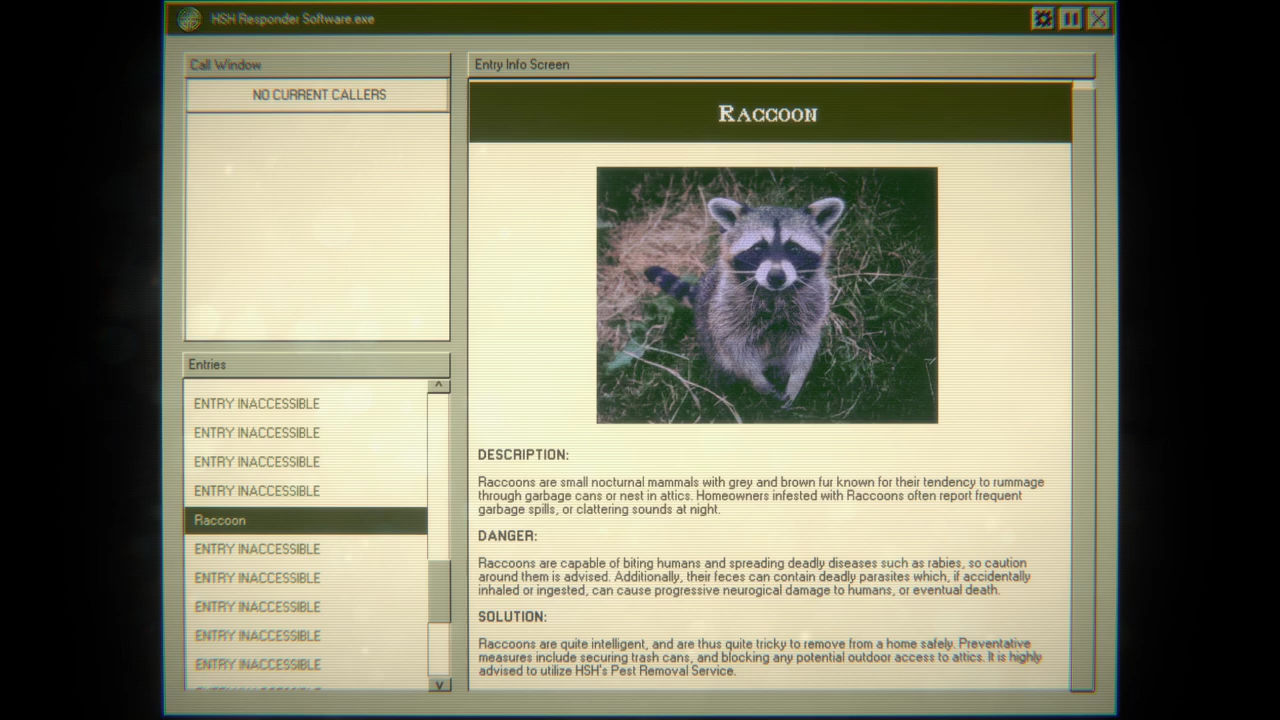 HSH Responder Software.exe
Call Window
NO CURRENT CALLERS
Entries
ENTRY INACCESSIBLE
ENTRY INACCESSIBLE
ENTRY INACCESSIBLE
ENTRY INACCESSIBLE
Raccoon
ENTRY INACCESSIBLE
ENTRY INACCESSIBLE
ENTRY INACCESSIBLE
ENTRY INACCESSIBLE
ENTRY INACCESSIBLE
Entry Info Screen
RACCOON
DESCRIPTION:
Raccoons are small nocturnal mammals with grey and brown fur known for their tendency to rummage
through garbage cans or nest in attics. Homeowners infested with Raccoons often report frequent
garbage spills, or clattering sounds at night.
DANGER:
Raccoons are capable of biting humans and spreading deadly diseases such as rabies, so caution
around them is advised. Additionally, their feces can contain deadly parasites which, if accidentally
inhaled or ingested, can cause progressive neurogical damage to humans, or eventual death.
SOLUTION:
Raccoons are quite intelligent, and are thus quite tricky to remove from a home safely. Preventative
measures include securing trash cans, and blocking any potential outdoor access to attics. It is highly
advised to utilize HSH's Pest Removal Service.